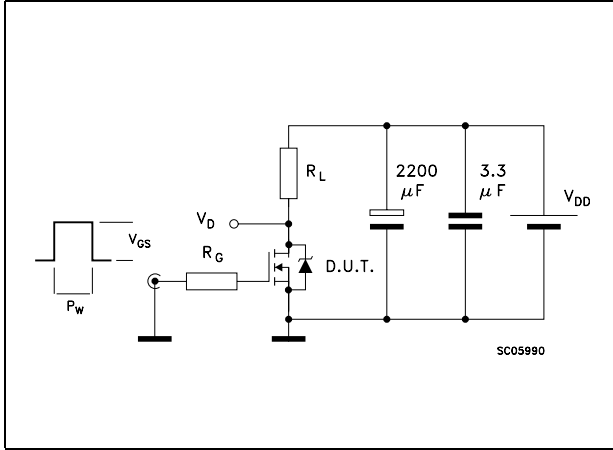 R_L
2200
μF
3.3
μF
V_DD
V_D
V_GS
R_G
D.U.T.
P_W
SC05990